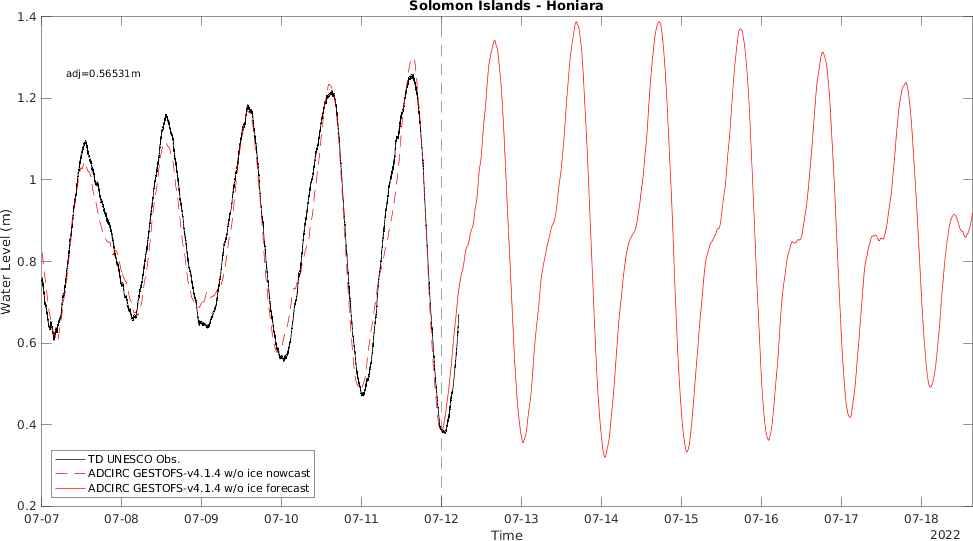 Solomon Islands - Honiara
1.4
adj=0.56531m
1.2
1
0.8
0.6
0.4
0.2
Water Level (m)
TD UNESCO Obs.
ADCIRC GESTOFS-v4.1.4 w/o ice nowcast
ADCIRC GESTOFS-v4.1.4 w/o ice forecast
07-07 07-08 07-09 07-10 07-11 07-12 07-13 07-14 07-15 07-16 07-17 07-18
Time
2022